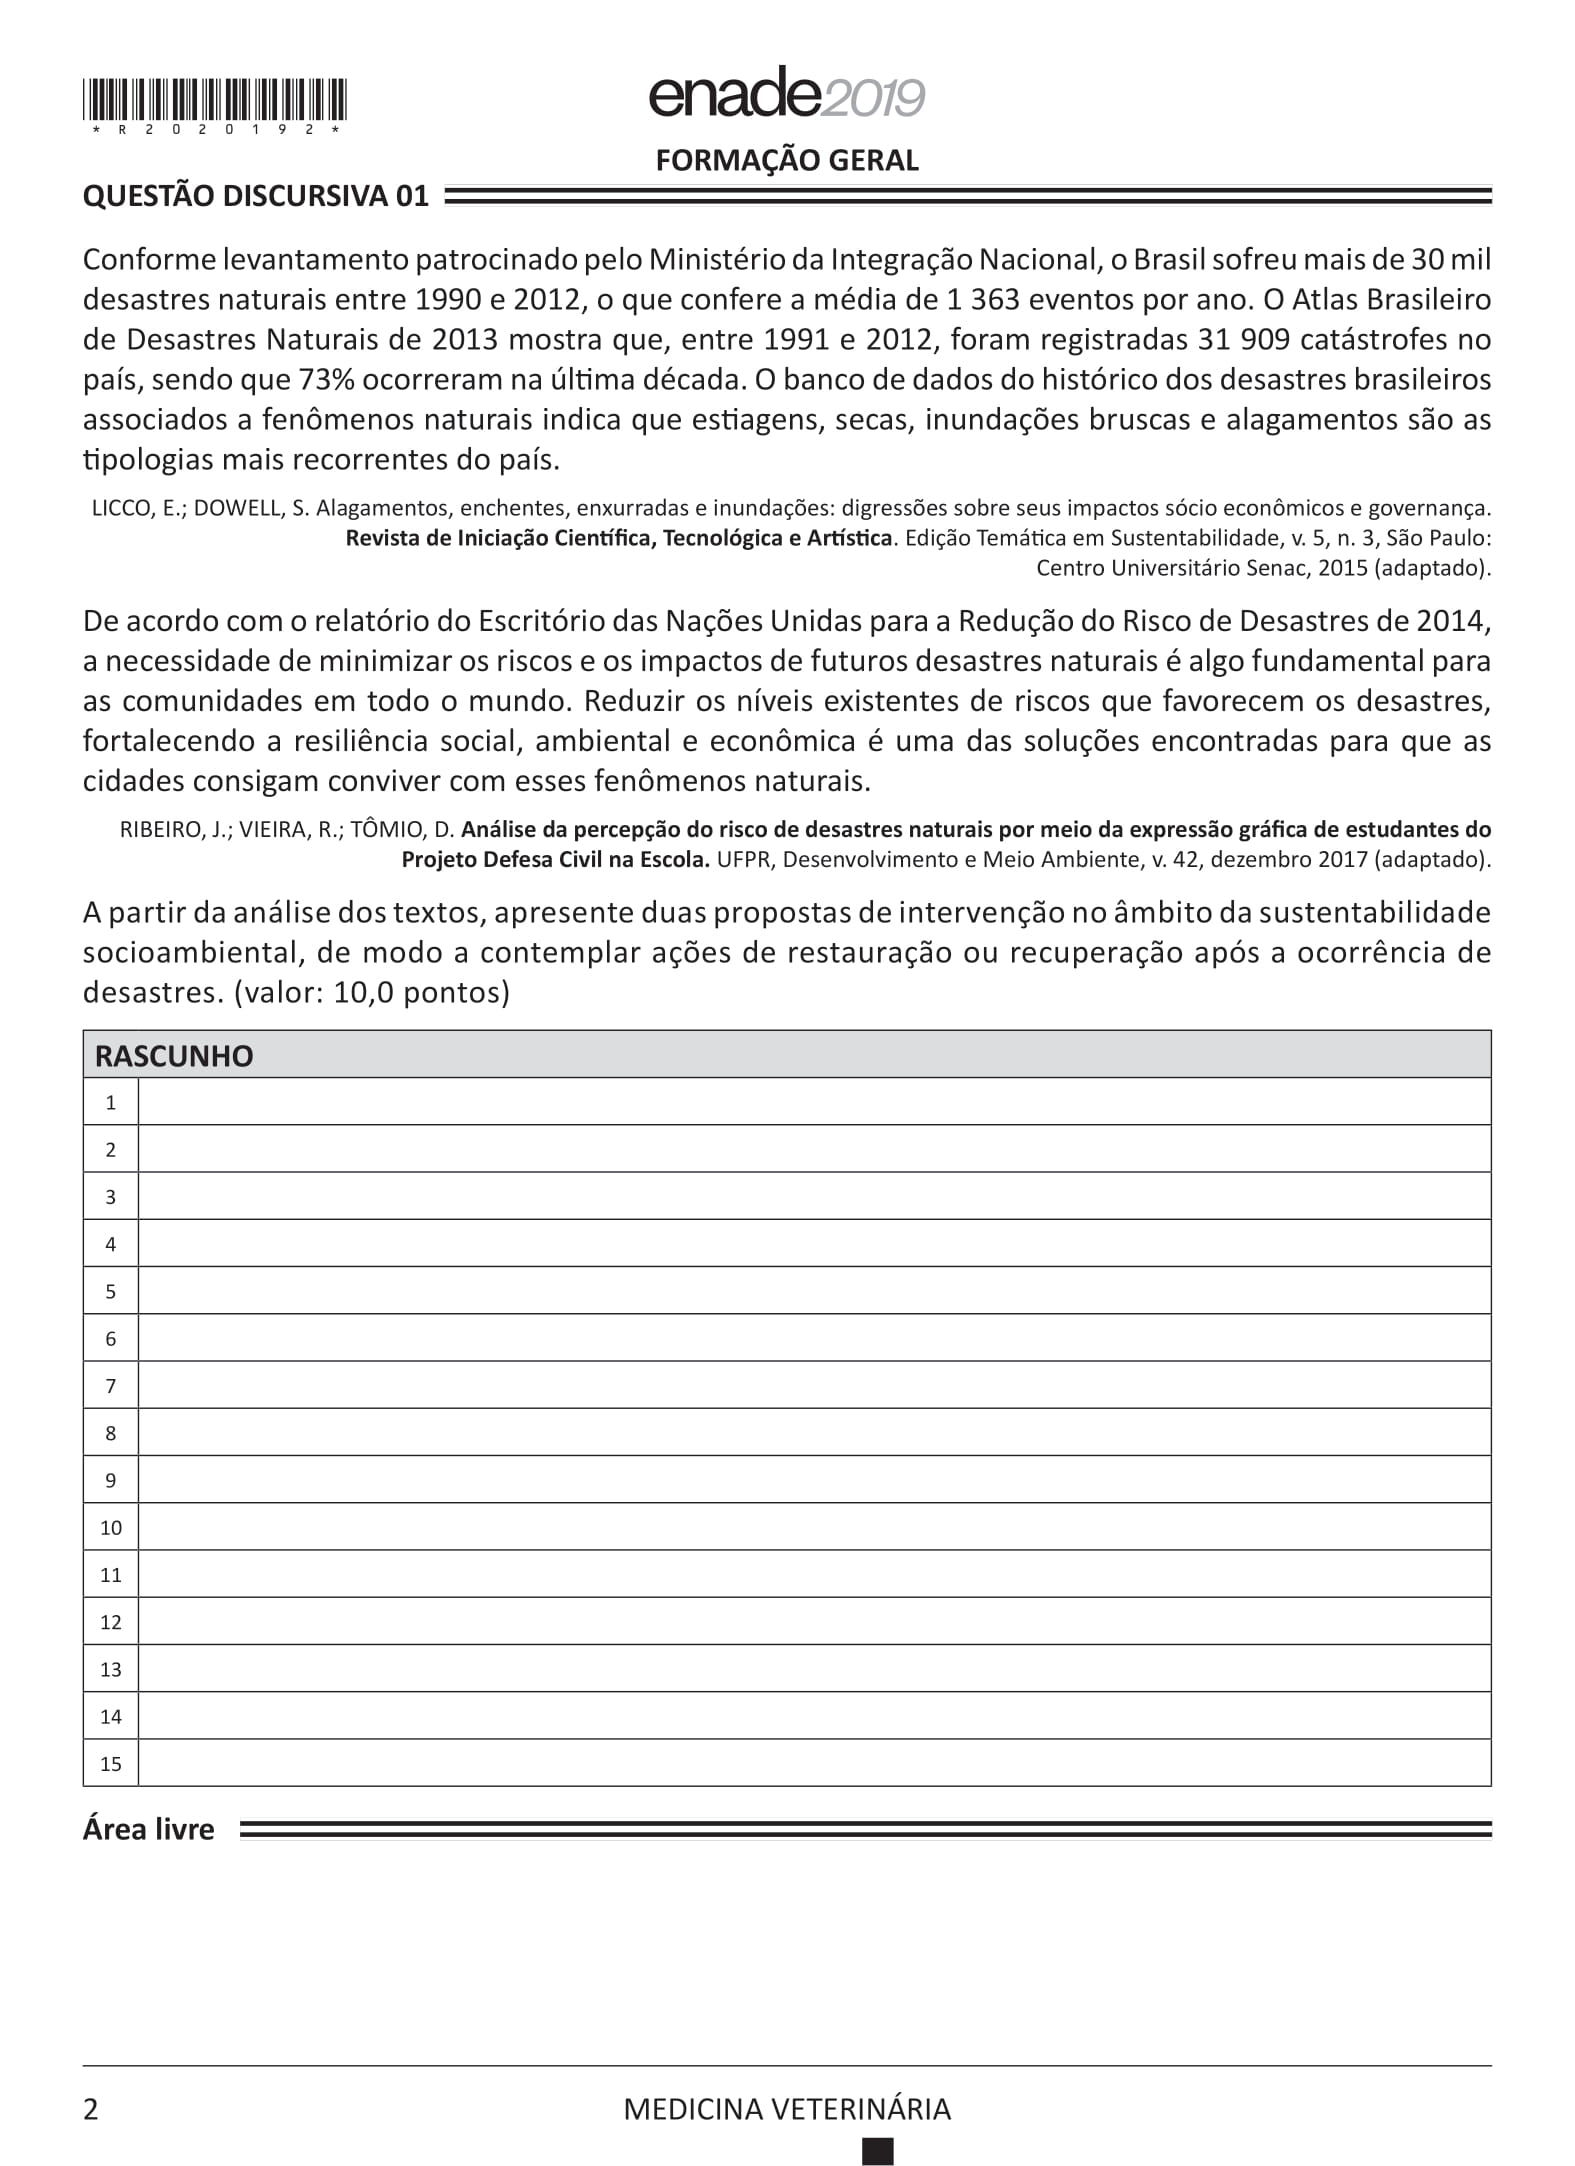 * R 2 0 2 0 1 9 2 *
enade2019
FORMAÇÃO GERAL
QUESTÃO DISCURSIVA 01
Conforme levantamento patrocinado pelo Ministério da Integração Nacional, o Brasil sofreu mais de 30 mil
desastres naturais entre 1990 e 2012, o que confere a média de 1 363 eventos por ano. O Atlas Brasileiro
de Desastres Naturais de 2013 mostra que, entre 1991 e 2012, foram registradas 31 909 catástrofes no
país, sendo que 73% ocorreram na última década. O banco de dados do histórico dos desastres brasileiros
associados a fenômenos naturais indica que estiagens, secas, inundações bruscas e alagamentos são as
tipologias mais recorrentes do país.
LICCO, E.; DOWELL, S. Alagamentos, enchentes, enxurradas e inundações: digressões sobre seus impactos sócio econômicos e governança.
Revista de Iniciação Científica, Tecnológica e Artística. Edição Temática em Sustentabilidade, v. 5, n. 3, São Paulo:
Centro Universitário Senac, 2015 (adaptado).
De acordo com o relatório do Escritório das Nações Unidas para a Redução do Risco de Desastres de 2014,
a necessidade de minimizar os riscos e os impactos de futuros desastres naturais é algo fundamental para
as comunidades em todo o mundo. Reduzir os níveis existentes de riscos que favorecem os desastres,
fortalecendo a resiliência social, ambiental e econômica é uma das soluções encontradas para que as
cidades consigam conviver com esses fenômenos naturais.
RIBEIRO, J.; VIEIRA, R.; TÔMIO, D. Análise da percepção do risco de desastres naturais por meio da expressão gráfica de estudantes do
Projeto Defesa Civil na Escola. UFPR, Desenvolvimento e Meio Ambiente, v. 42, dezembro 2017 (adaptado).
A partir da análise dos textos, apresente duas propostas de intervenção no âmbito da sustentabilidade
socioambiental, de modo a contemplar ações de restauração ou recuperação após a ocorrência de
desastres. (valor: 10,0 pontos)
RASCUNHO
1
2
3
4
5
6
7
8
9
10
11
12
13
14
15
Área livre
2
MEDICINA VETERINÁRIA